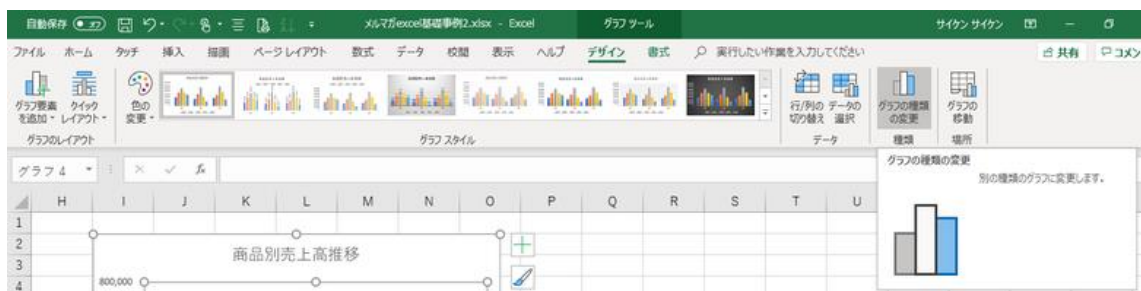 自動保存 オフ メルマガexcel基礎事例2.xlsx - Excel グラフ ツール サイケン サイケン
ファイル ホーム タッチ 挿入 描画 ページ レイアウト 数式 データ 校閲 表示 ヘルプ デザイン 書式 実行したい作業を入力してください 共有 コメン
グラフ要素 クイック 色の 行/列の データの グラフの種類 グラフの
を追加 レイアウト 変更 切り替え 選択 の変更 移動
グラフのレイアウト グラフ スタイル データ 種類 場所
グラフ 4 fx
グラフの種類の変更
別の種類のグラフに変更します。
H I J K L M N O P Q R S T U
1
2
商品別売上高推移
3
800,000
4